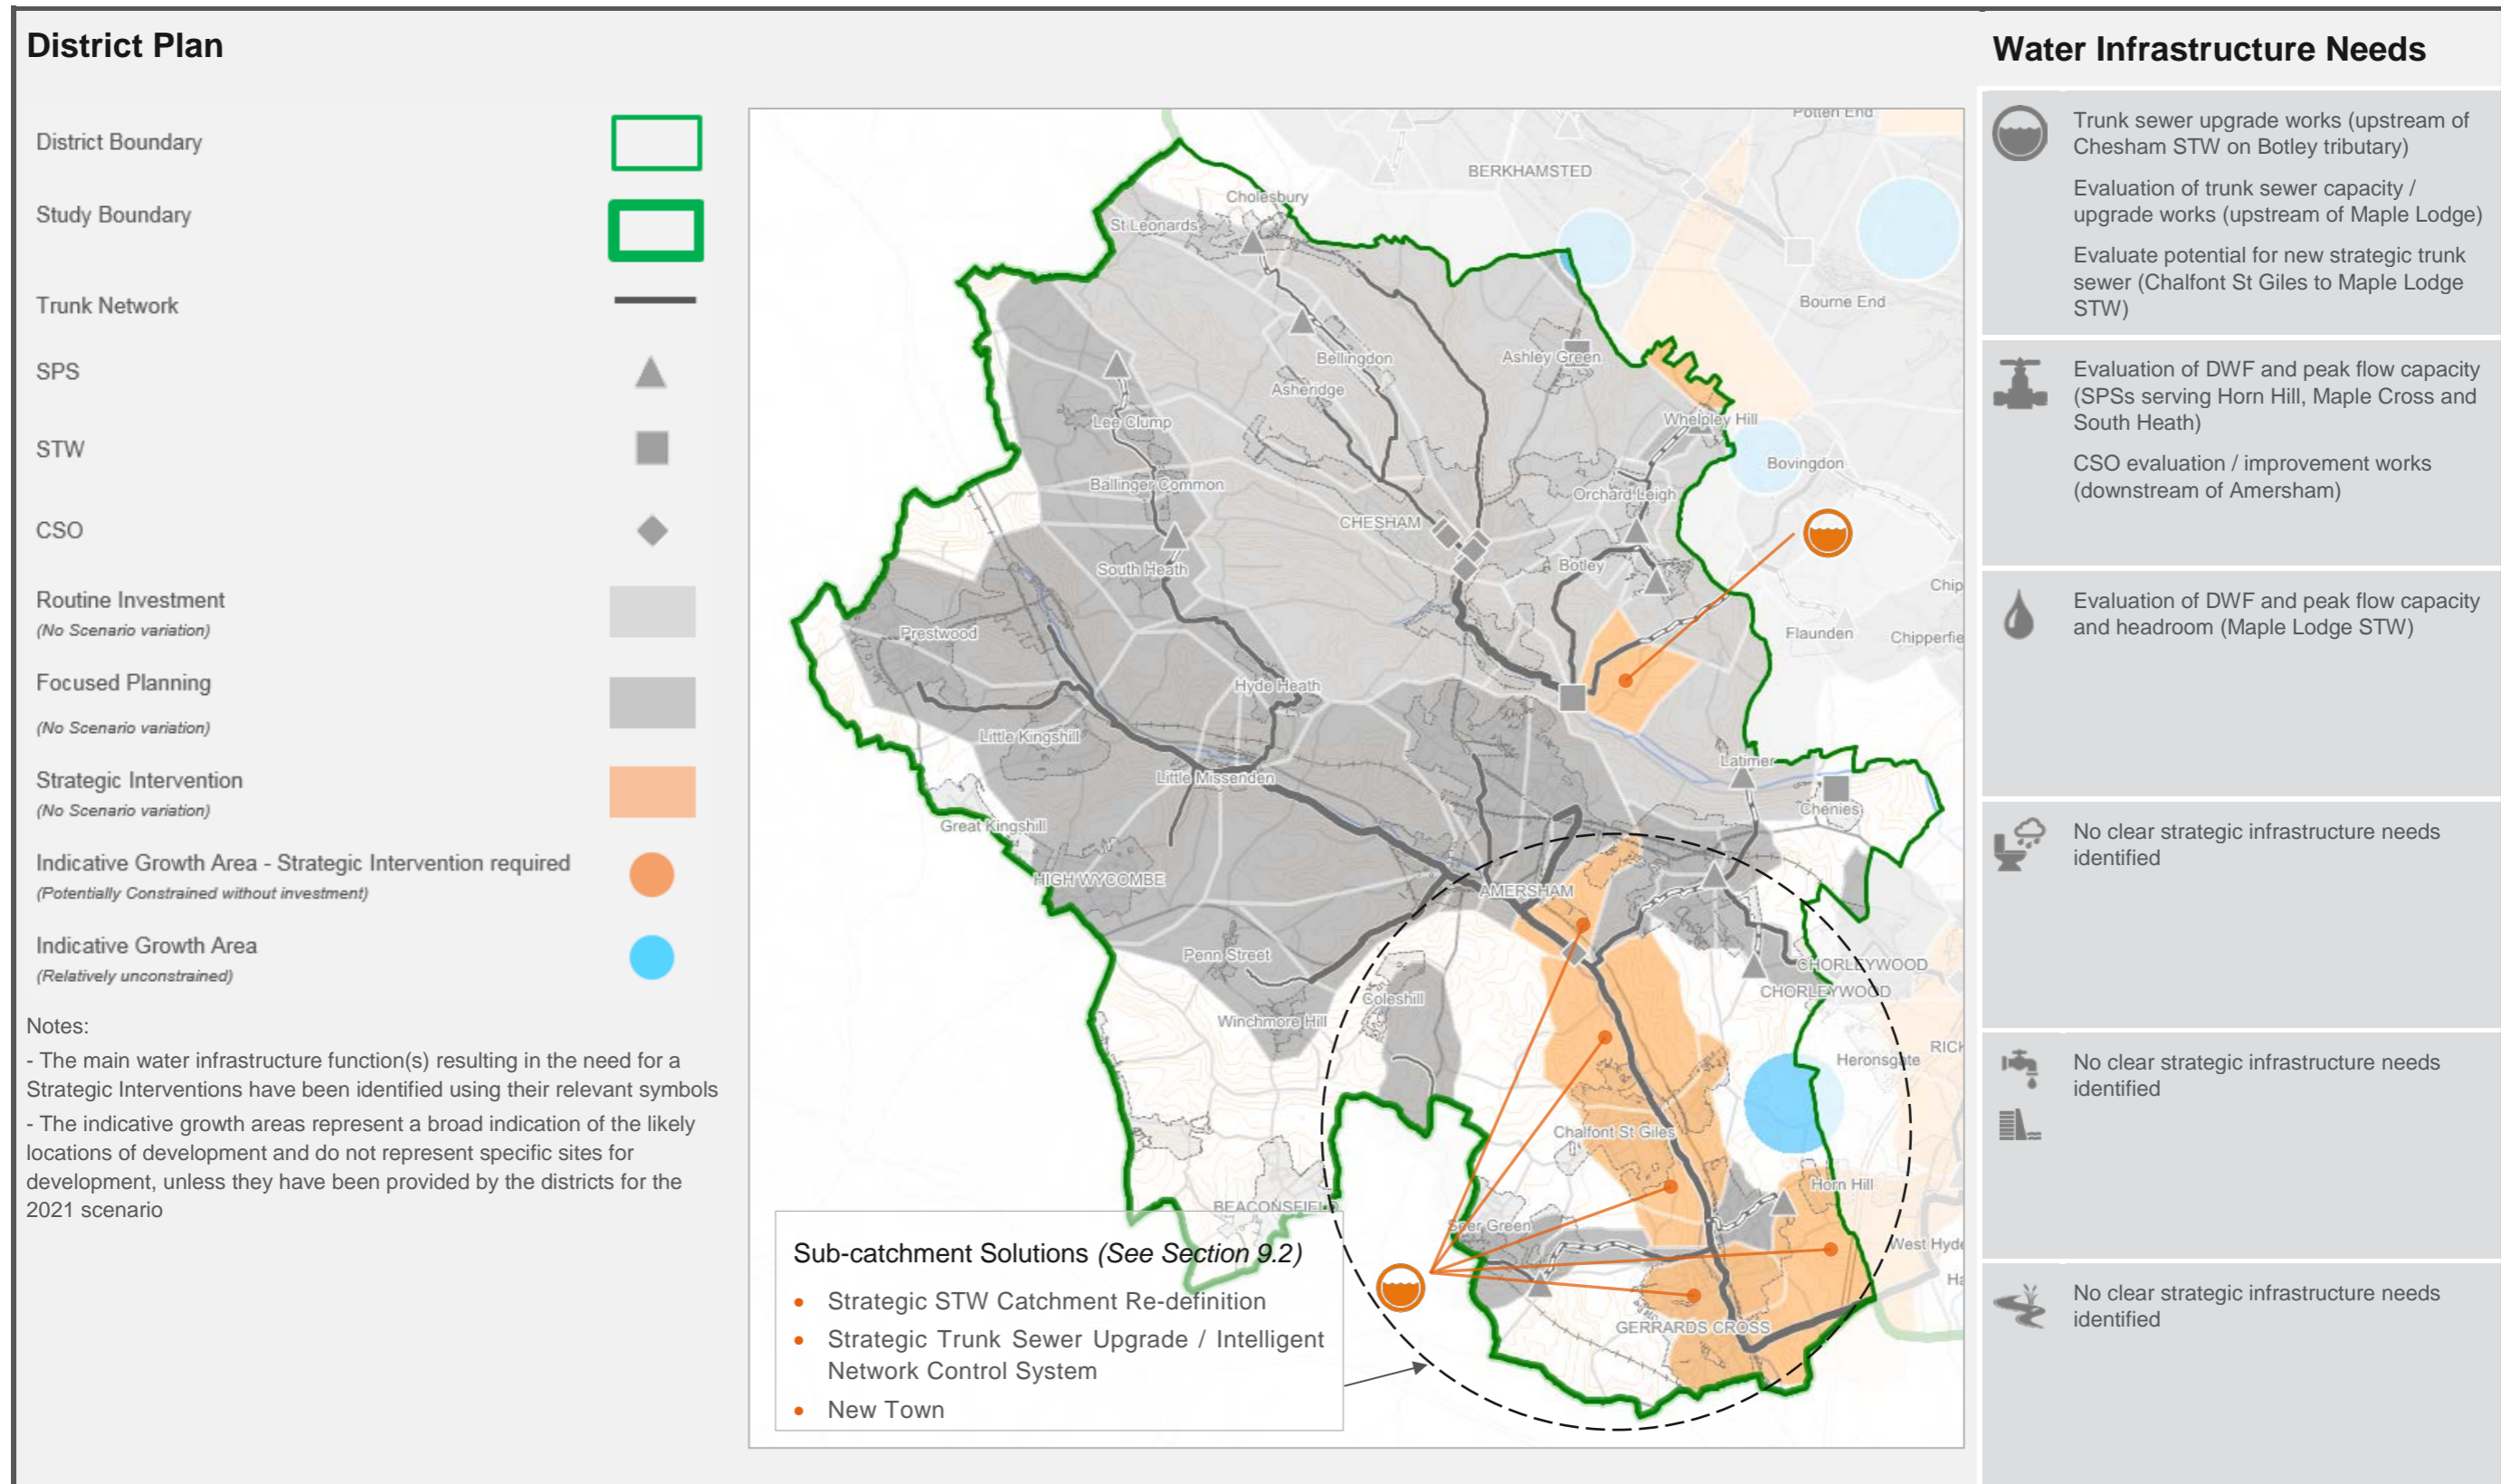 District Plan
District Boundary
Study Boundary
Trunk Network
SPS
STW
CSO
Routine Investment
(No Scenario variation)
Focused Planning
(No Scenario variation)
Strategic Intervention
(No Scenario variation)
Indicative Growth Area - Strategic Intervention required
(Potentially Constrained without investment)
Indicative Growth Area
(Relatively unconstrained)
Notes:
- The main water infrastructure function(s) resulting in the need for a
Strategic Interventions have been identified using their relevant symbols
- The indicative growth areas represent a broad indication of the likely
locations of development and do not represent specific sites for
development, unless they have been provided by the districts for the
2021 scenario
Potten End
BERKHAMSTED
Cholesbury
St Leonards
Bourne End
Bellingdon
Ashley Green
Asheridge
Lee Clump
Whelpley Hill
Bovingdon
Ballinger Common
Orchard Leigh
CHESHAM
South Heath
Botley
Chip
Prestwood
Flaunden
Chipperfie
Hyde Heath
Little Kingshill
Little Missenden
Latimer
Chenies
Great Kingshill
HIGH WYCOMBE
AMERSHAM
Penn Street
CHORLEYWOOD
CHORLEYWOOD
Coleshill
Winchmore Hill
Heronsgate
RICK
Chalfont St Giles
Horn Hill
BEACONSFIELD
Seer Green
West Hyde
Ha
GERRARDS CROSS
Sub-catchment Solutions (See Section 9.2)
• Strategic STW Catchment Re-definition
• Strategic Trunk Sewer Upgrade / Intelligent
Network Control System
• New Town
Water Infrastructure Needs
Trunk sewer upgrade works (upstream of
Chesham STW on Botley tributary)
Evaluation of trunk sewer capacity /
upgrade works (upstream of Maple Lodge)
Evaluate potential for new strategic trunk
sewer (Chalfont St Giles to Maple Lodge
STW)
Evaluation of DWF and peak flow capacity
(SPSs serving Horn Hill, Maple Cross and
South Heath)
CSO evaluation / improvement works
(downstream of Amersham)
Evaluation of DWF and peak flow capacity
and headroom (Maple Lodge STW)
No clear strategic infrastructure needs
identified
No clear strategic infrastructure needs
identified
No clear strategic infrastructure needs
identified